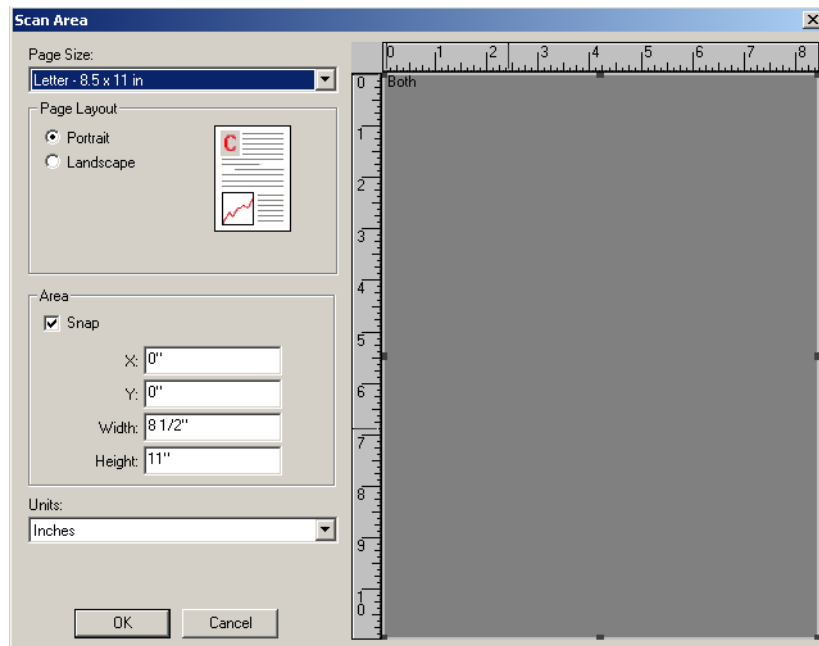 Scan Area
Page Size:
Letter - 8.5 x 11 in
Page Layout
Portrait
Landscape
C
Area
Snap
X: 0"
Y: 0"
Width: 8 1/2"
Height: 11"
Units:
Inches
OK Cancel
0 1 2 3 4 5 6 7 8
Both
0
1
2
3
4
5
6
7
8
9
10